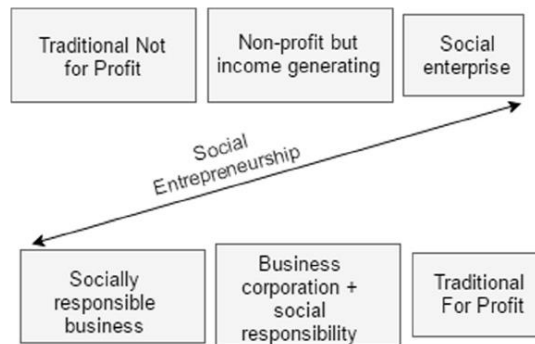 Traditional Not
for Profit
Non-profit but
income generating
Social
enterprise
Social
Entrepreneurship
Socially
responsible
business
Business
corporation +
social
responsibility
Traditional
For Profit